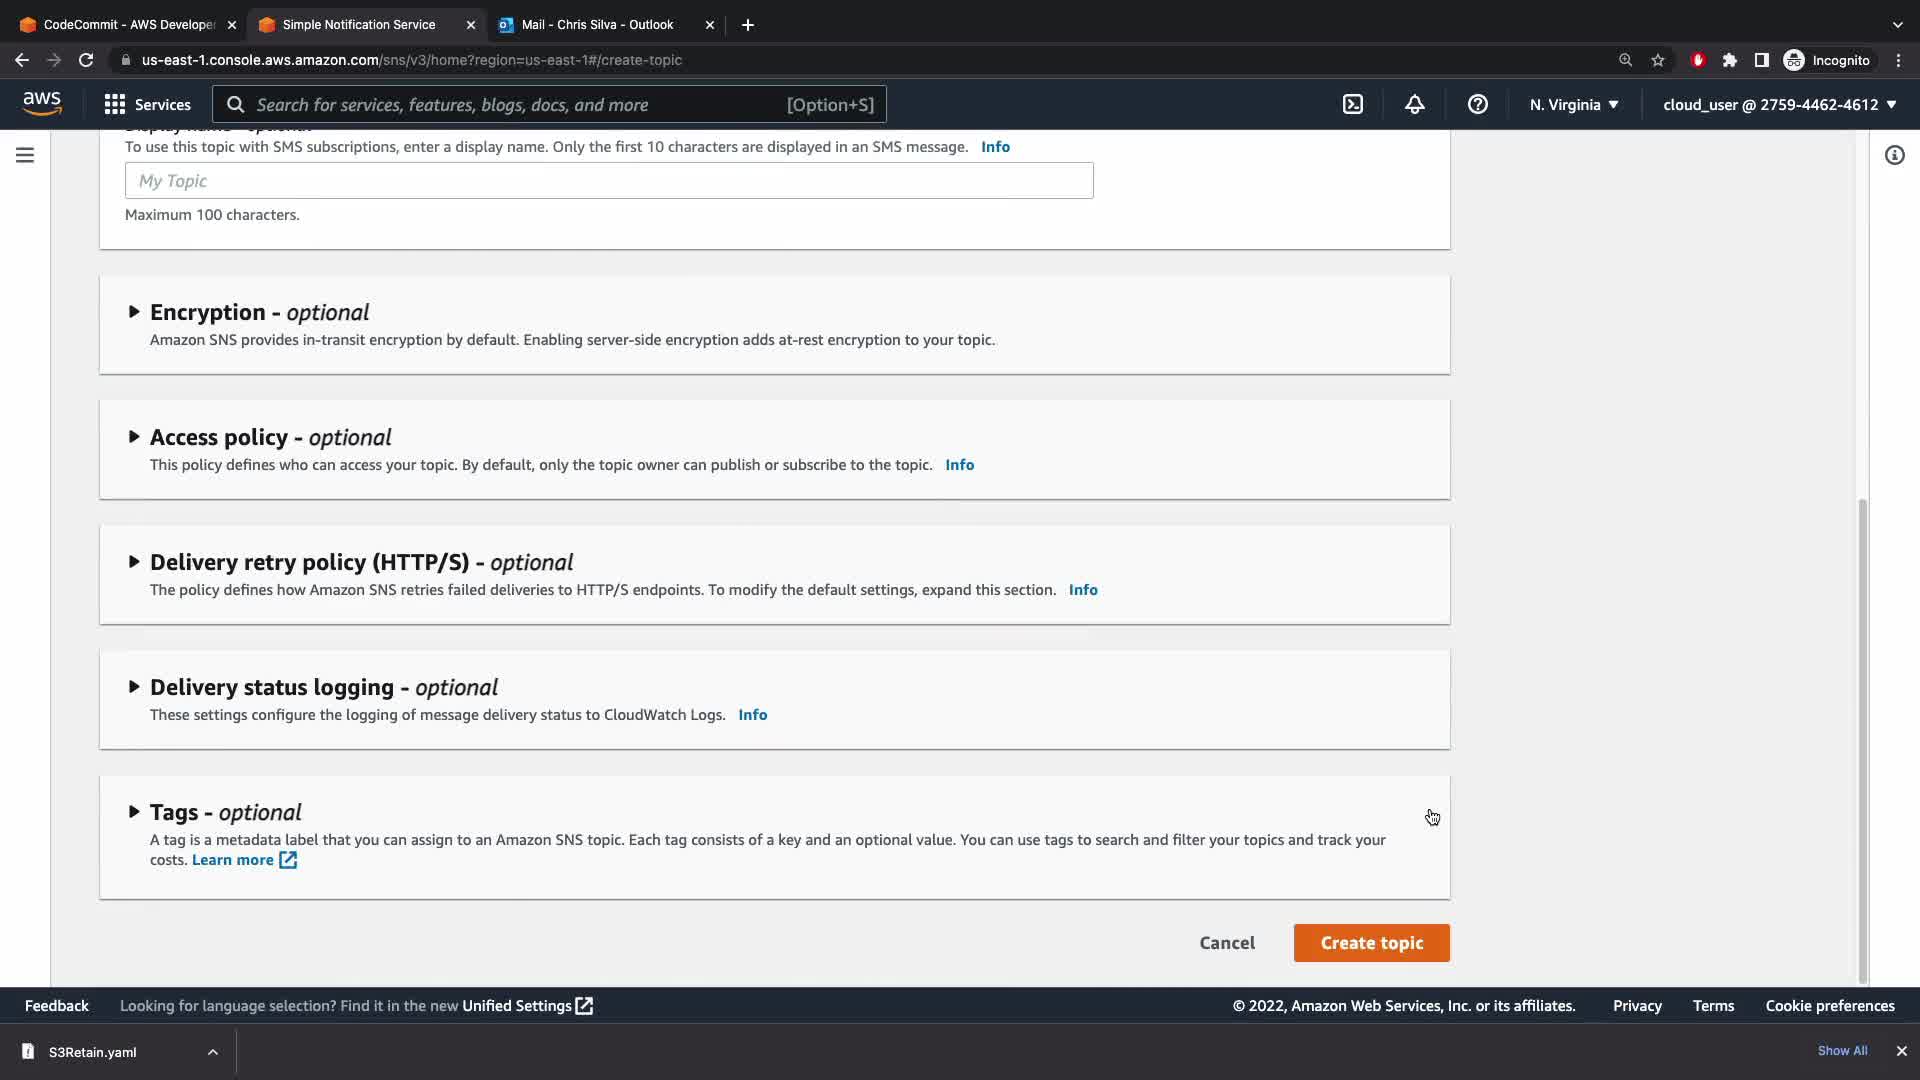 CodeCommit - AWS Develope
Simple Notification Service
Mail - Chris Silva - Outlook
us-east-1.console.aws.amazon.com/sns/v3/home?region=us-east-1#/create-topic
Incognito
aws
Services
Search for services, features, blogs, docs, and more
[Option+S]
N. Virginia
cloud_user @ 2759-4462-4612
Display name - optional
To use this topic with SMS subscriptions, enter a display name. Only the first 10 characters are displayed in an SMS message. Info
My Topic
Maximum 100 characters.
Encryption - optional
Amazon SNS provides in-transit encryption by default. Enabling server-side encryption adds at-rest encryption to your topic.
Access policy - optional
This policy defines who can access your topic. By default, only the topic owner can publish or subscribe to the topic. Info
Delivery retry policy (HTTP/S) - optional
The policy defines how Amazon SNS retries failed deliveries to HTTP/S endpoints. To modify the default settings, expand this section. Info
Delivery status logging - optional
These settings configure the logging of message delivery status to CloudWatch Logs. Info
Tags - optional
A tag is a metadata label that you can assign to an Amazon SNS topic. Each tag consists of a key and an optional value. You can use tags to search and filter your topics and track your
costs. Learn more
Cancel
Create topic
Feedback
Looking for language selection? Find it in the new Unified Settings
© 2022, Amazon Web Services, Inc. or its affiliates.
Privacy
Terms
Cookie preferences
S3Retain.yaml
Show All